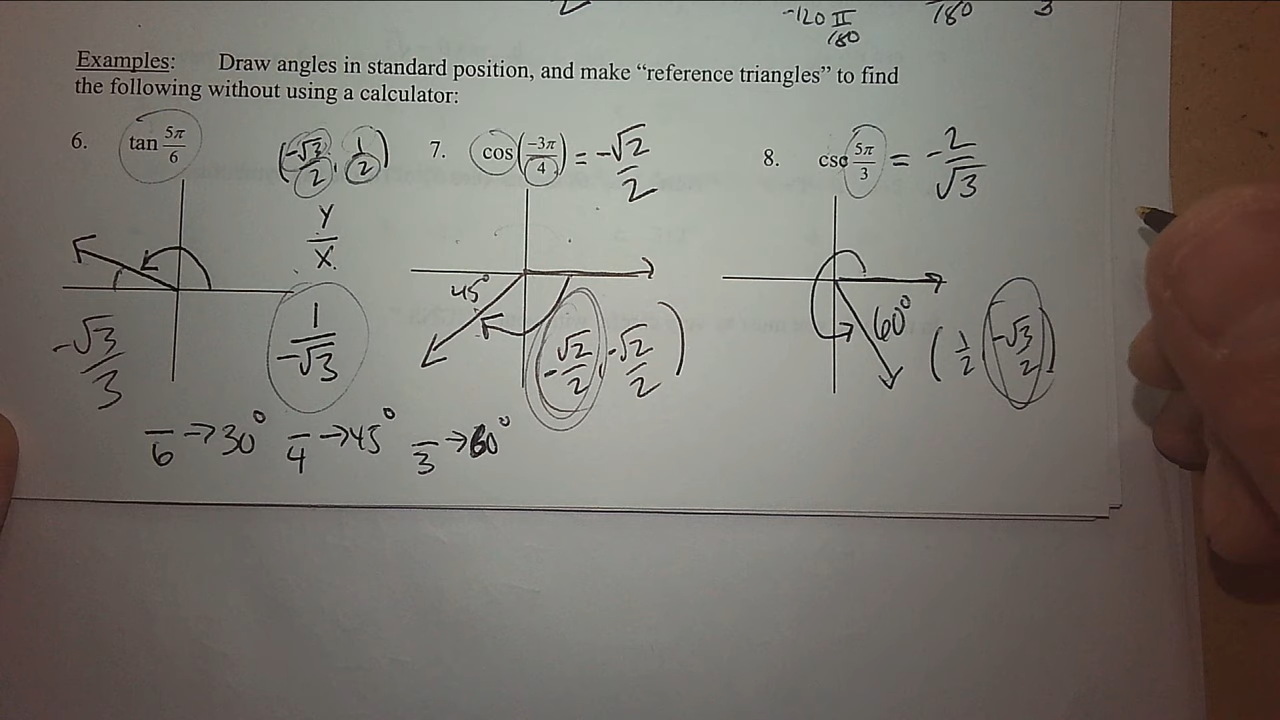 -120 π/180
180
3
Examples: Draw angles in standard position, and make “reference triangles” to find
the following without using a calculator:
6. tan 5π/6
(-√3/2, 1/2)
Y/X
1/-√3
-√3/3
7. cos(-3π/4) = -√2/2
45°
(-√2/2, -√2/2)
8. csc 5π/3 = -2/√3
60°
(1/2, -√3/2)
—/6 → 30° —/4 → 45° —/3 → 60°